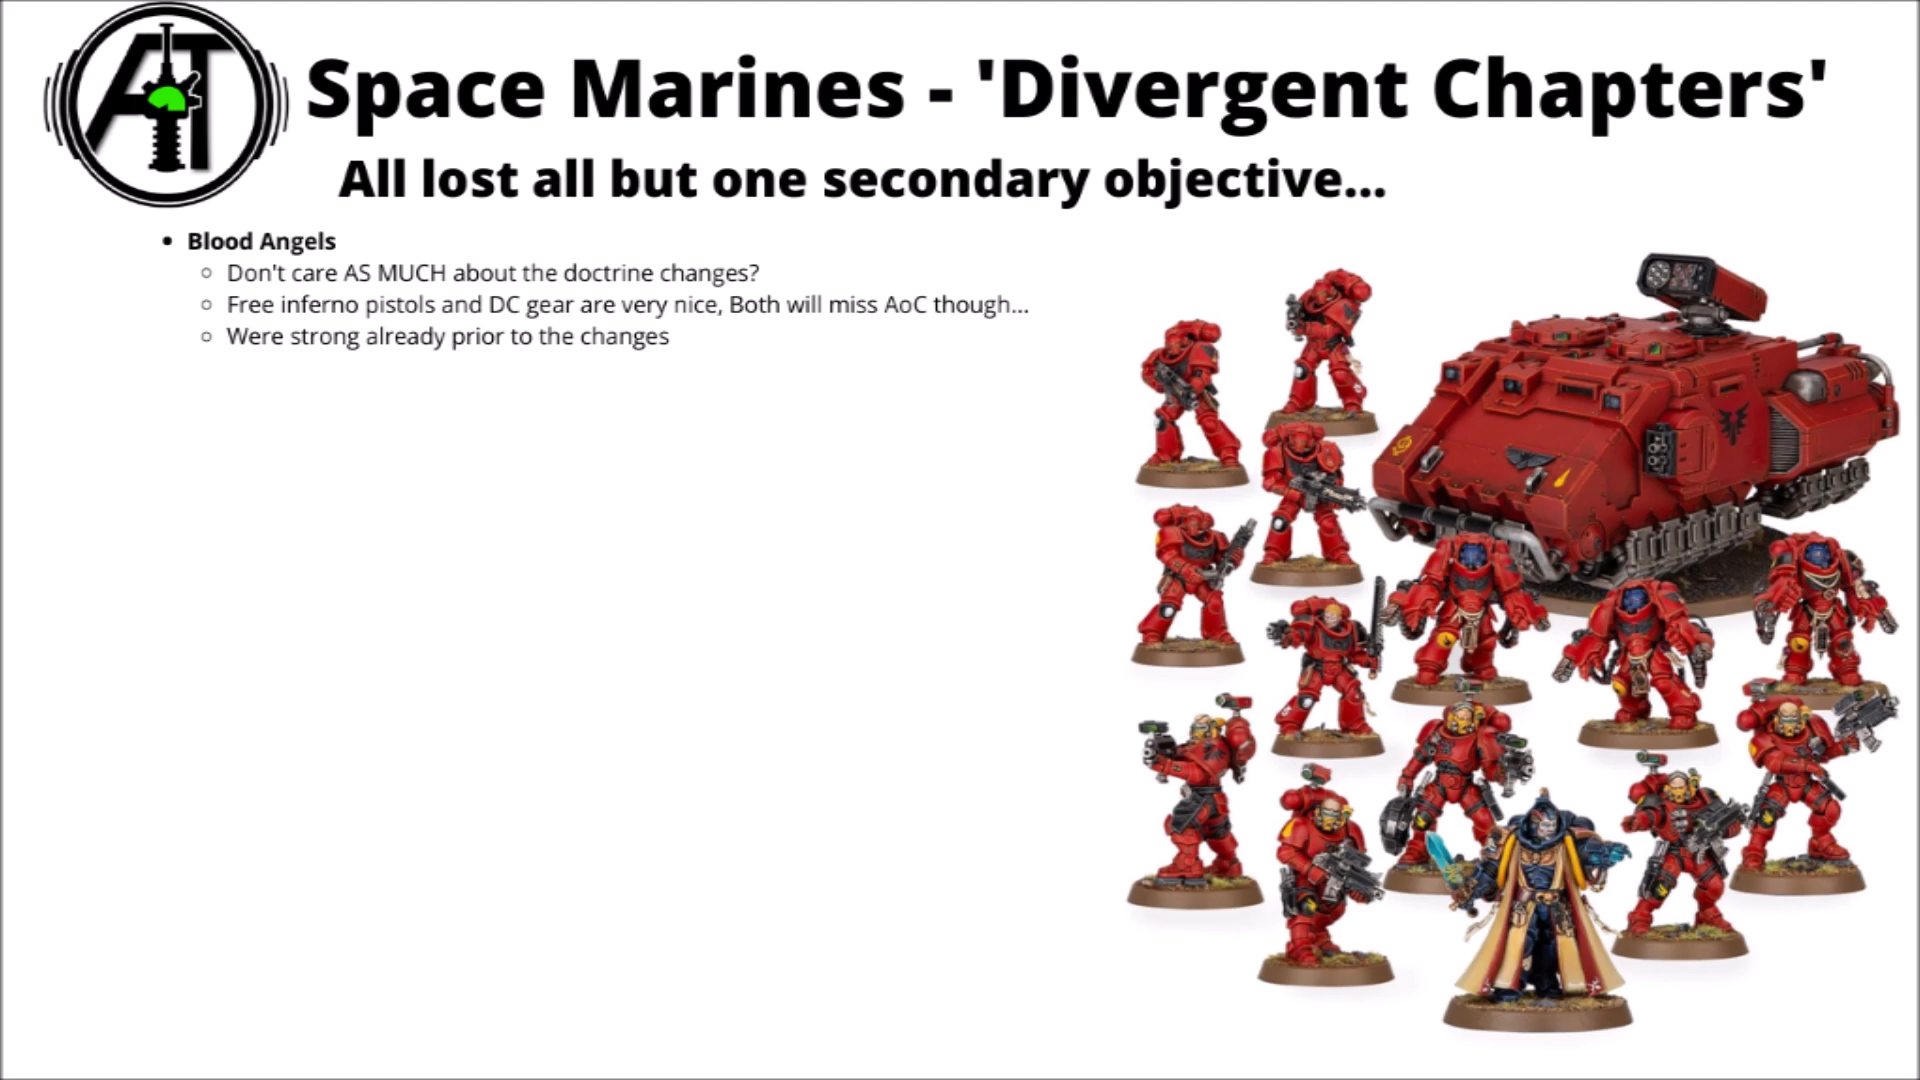 AT
Space Marines - 'Divergent Chapters'
All lost all but one secondary objective...
Blood Angels
Don't care AS MUCH about the doctrine changes?
Free inferno pistols and DC gear are very nice, Both will miss AoC though...
Were strong already prior to the changes